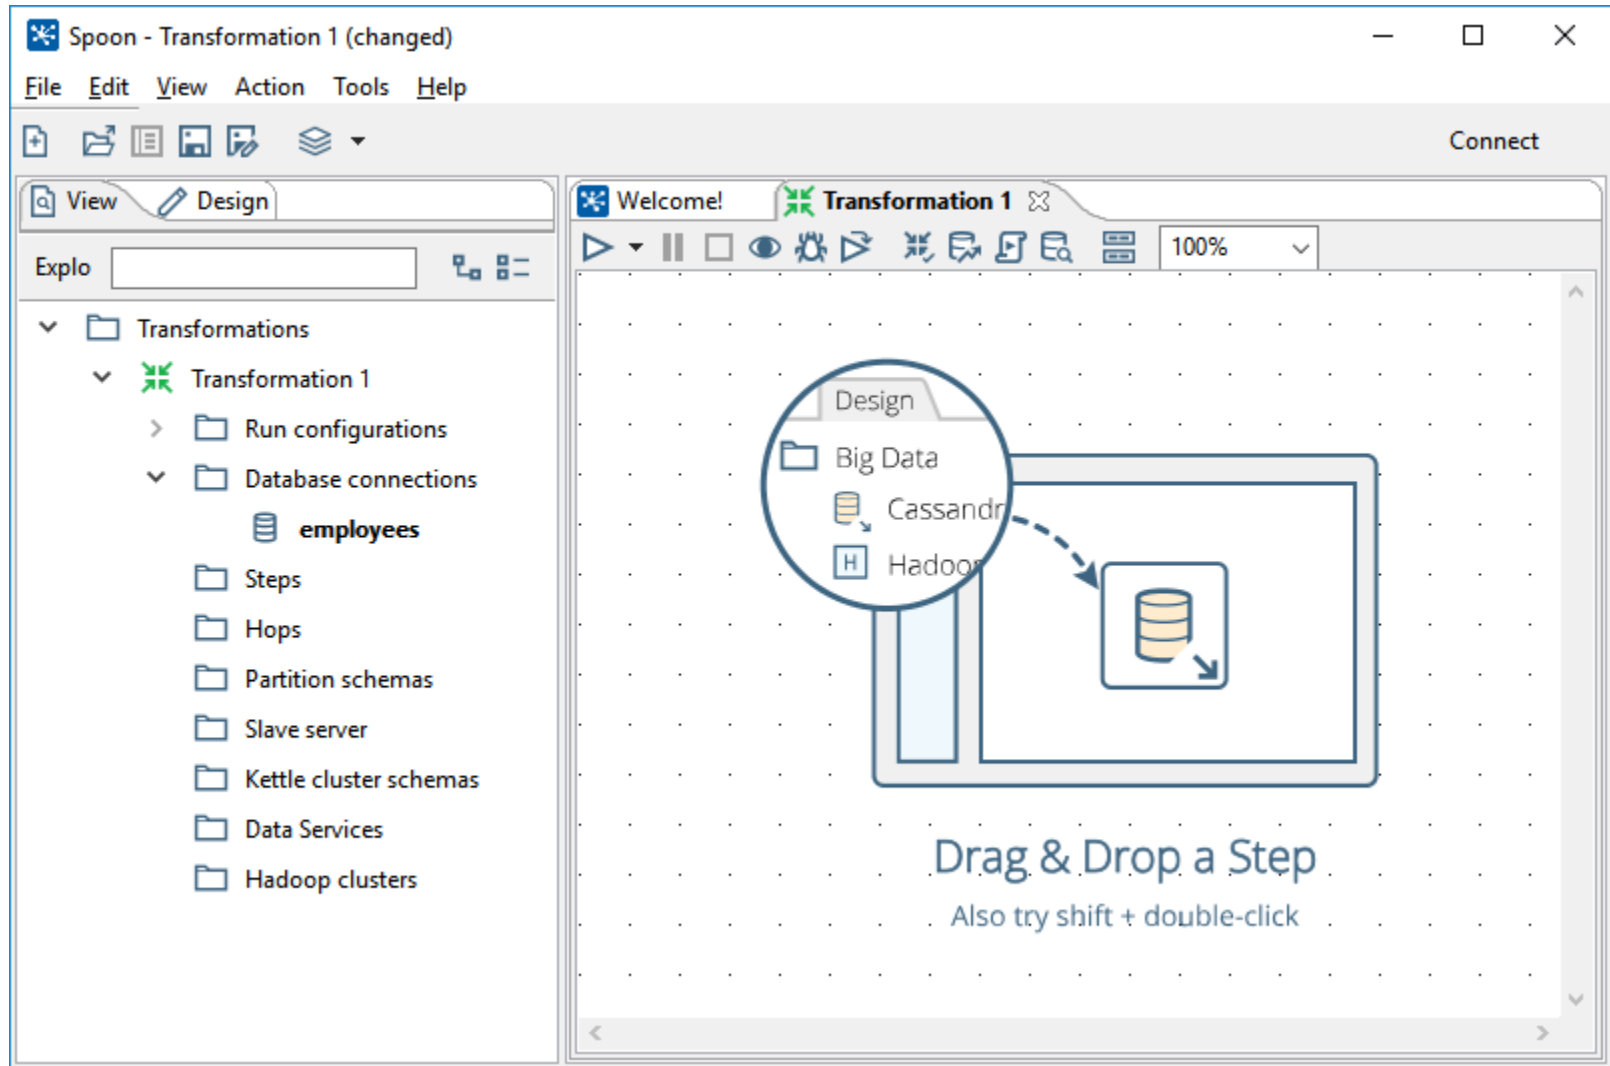 Spoon - Transformation 1 (changed)
File Edit View Action Tools Help
Connect
View Design
Explo
Transformations
Transformation 1
Run configurations
Database connections
employees
Steps
Hops
Partition schemas
Slave server
Kettle cluster schemas
Data Services
Hadoop clusters
Welcome! Transformation 1
100%
Design
Big Data
Cassandr
H Hadoop
Drag & Drop a Step
Also try shift + double-click